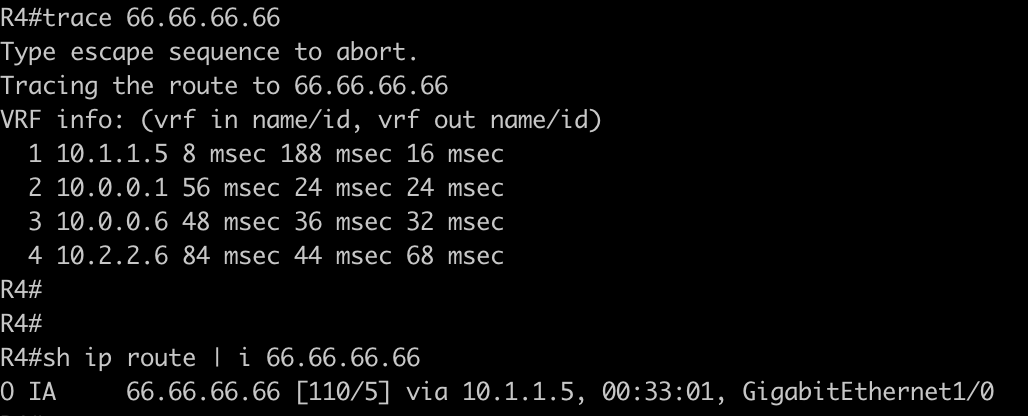 R4#trace 66.66.66.66
Type escape sequence to abort.
Tracing the route to 66.66.66.66
VRF info: (vrf in name/id, vrf out name/id)
  1 10.1.1.5 8 msec 188 msec 16 msec
  2 10.0.0.1 56 msec 24 msec 24 msec
  3 10.0.0.6 48 msec 36 msec 32 msec
  4 10.2.2.6 84 msec 44 msec 68 msec
R4#
R4#
R4#sh ip route | i 66.66.66.66
O IA     66.66.66.66 [110/5] via 10.1.1.5, 00:33:01, GigabitEthernet1/0